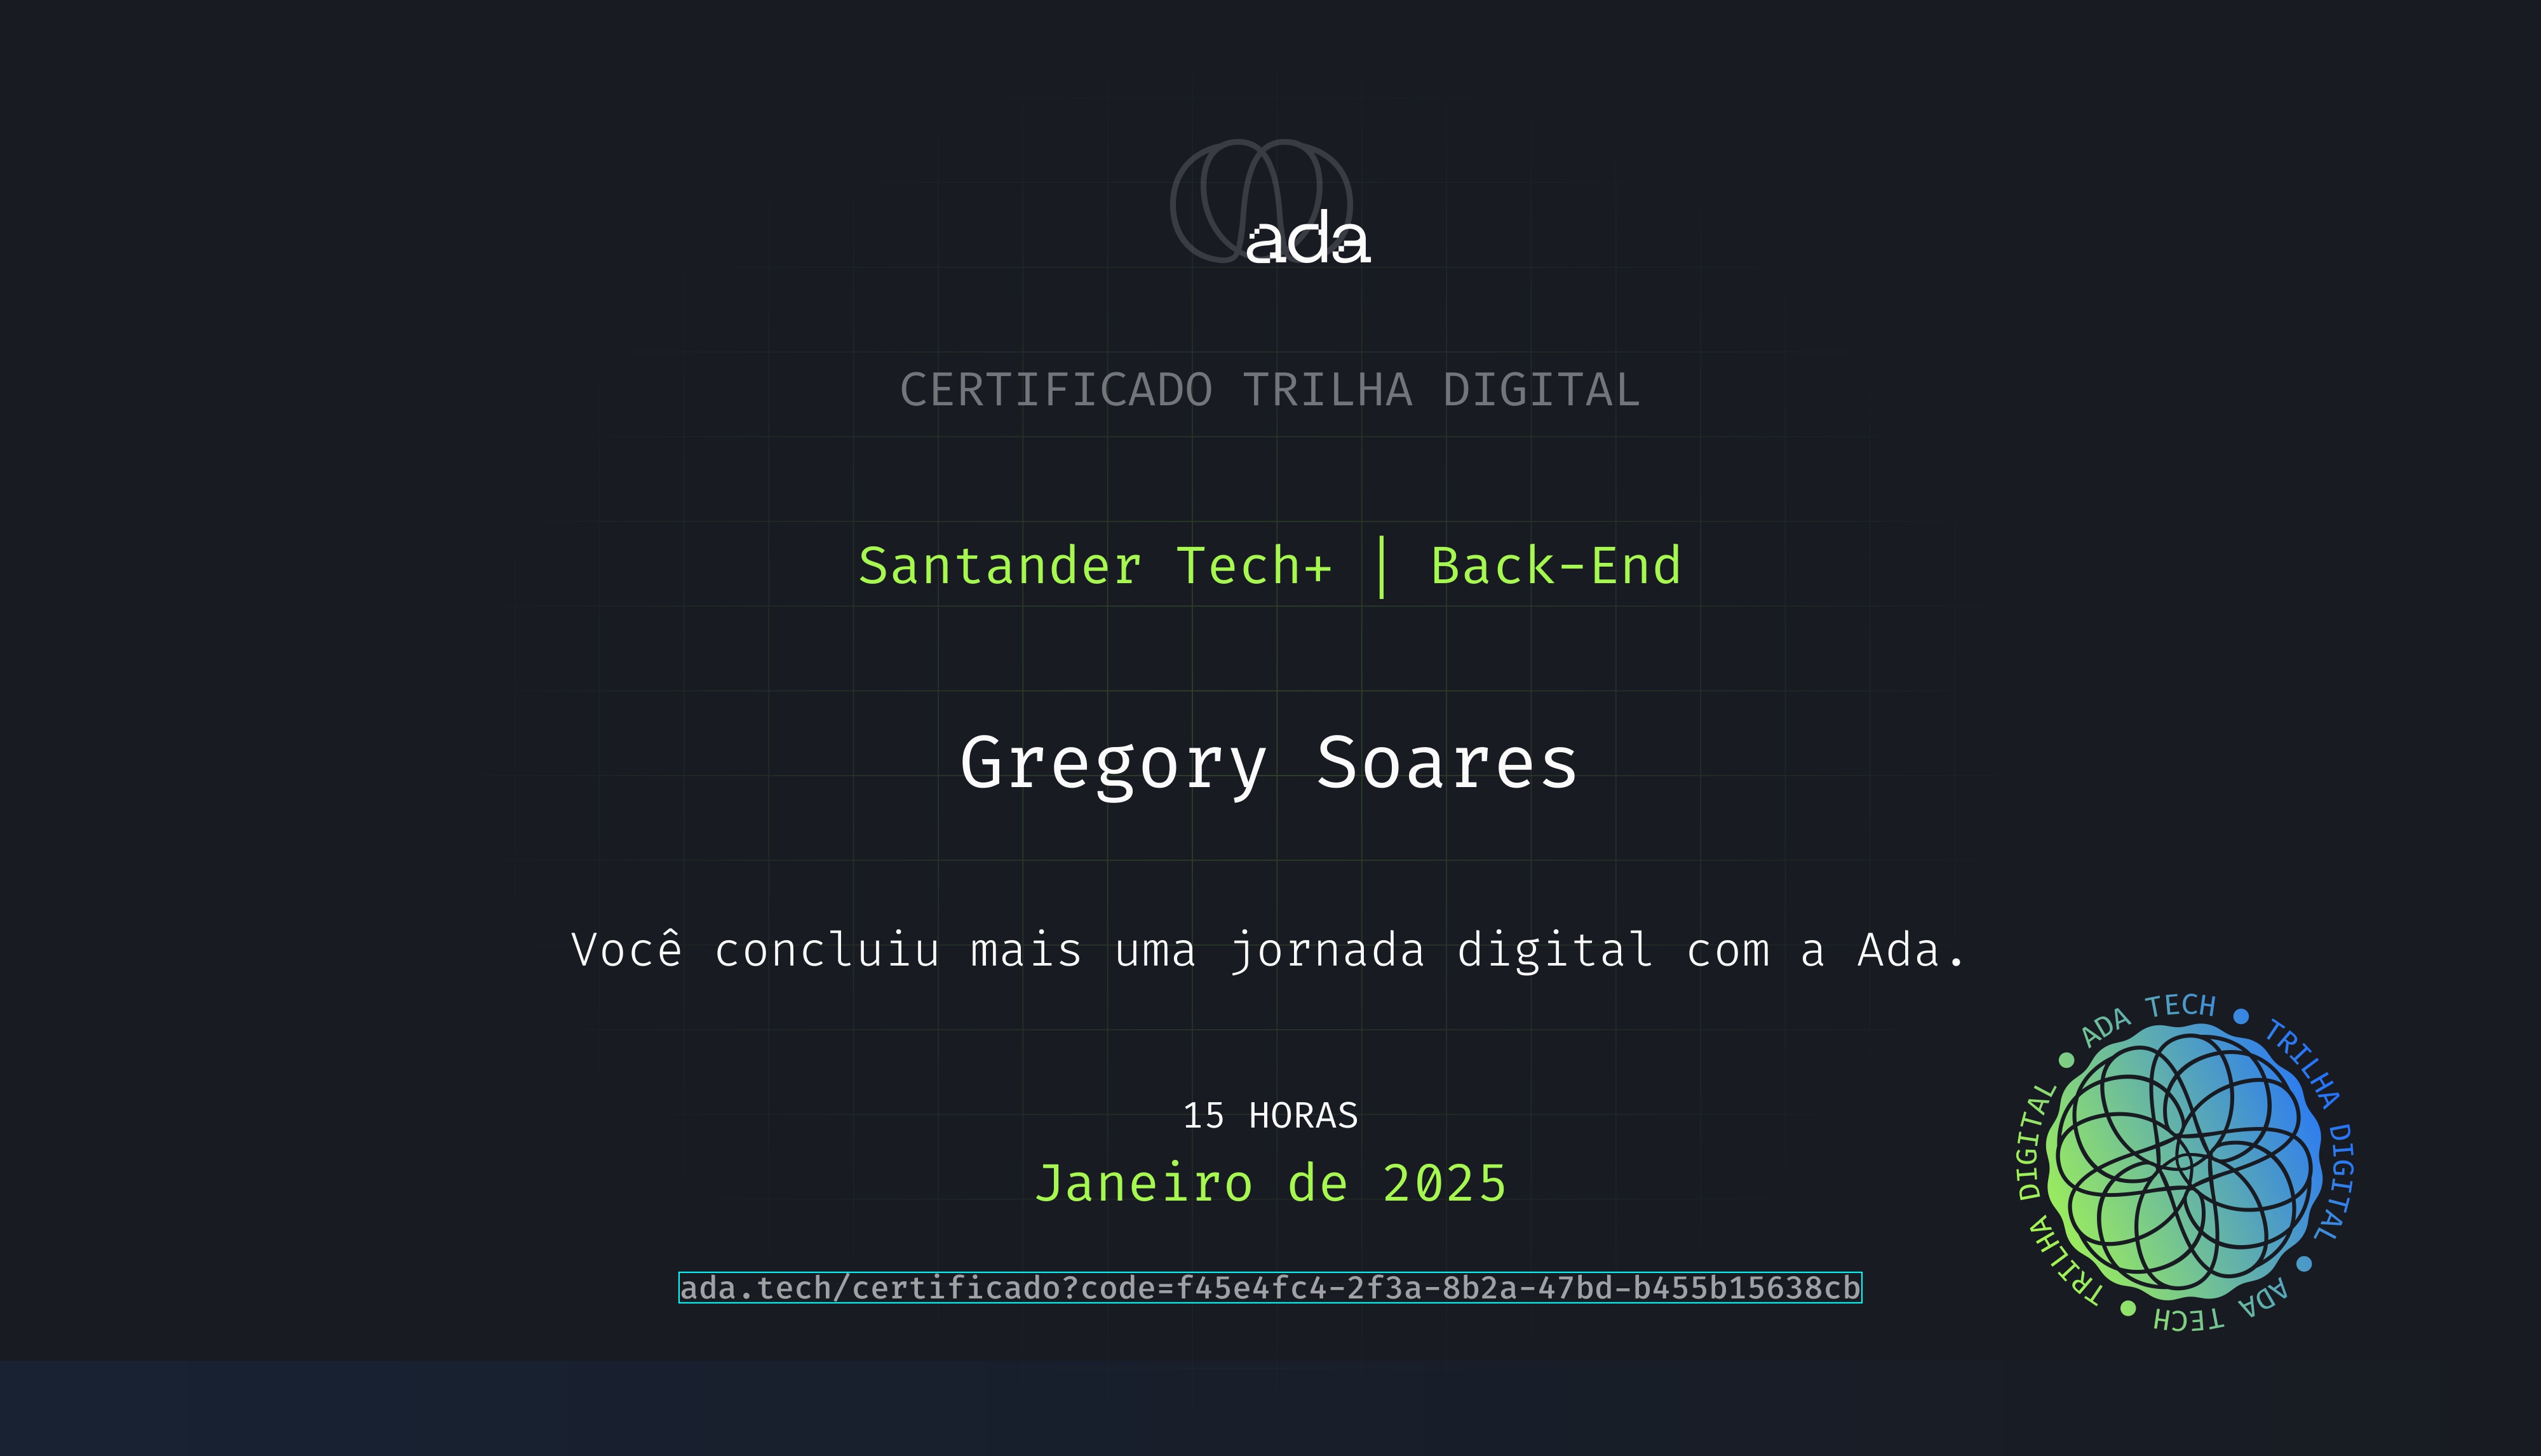 ada
CERTIFICADO TRILHA DIGITAL
Santander Tech+ | Back-End
Gregory Soares
Você concluiu mais uma jornada digital com a Ada.
15 HORAS
Janeiro de 2025
ada.tech/certificado?code=f45e4fc4-2f3a-8b2a-47bd-b455b15638cb
ADA TECH • TRILHA DIGITAL • ADA TECH • TRILHA DIGITAL •